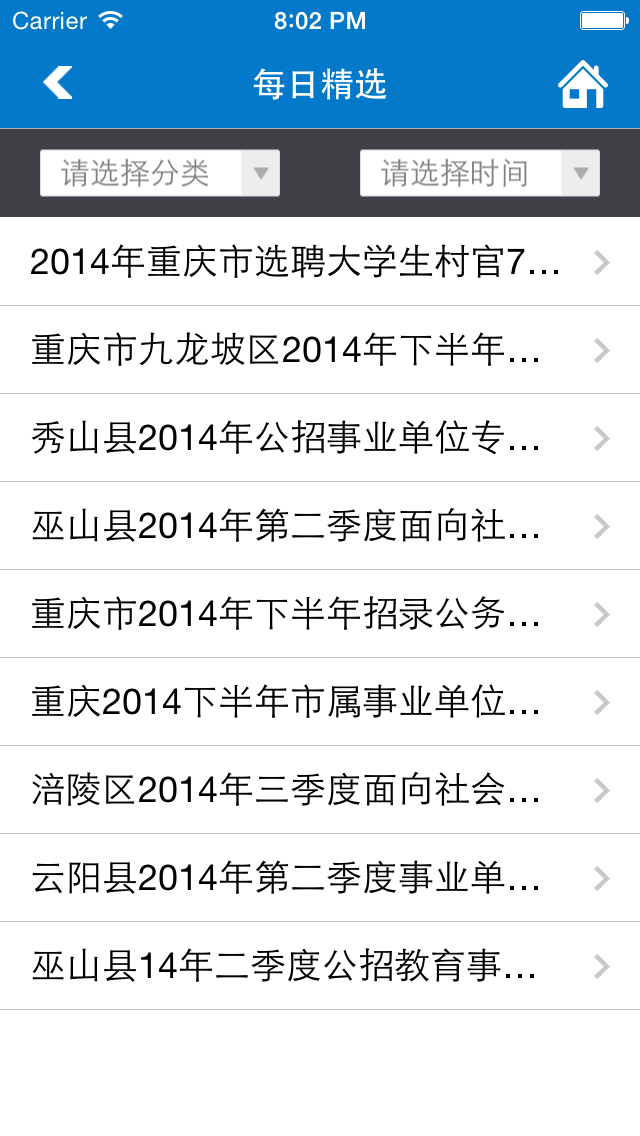 Carrier 8:02 PM
每日精选
请选择分类 请选择时间
2014年重庆市选聘大学生村官7...
重庆市九龙坡区2014年下半年...
秀山县2014年公招事业单位专...
巫山县2014年第二季度面向社...
重庆市2014年下半年招录公务...
重庆2014下半年市属事业单位...
涪陵区2014年三季度面向社会...
云阳县2014年第二季度事业单...
巫山县14年二季度公招教育事...